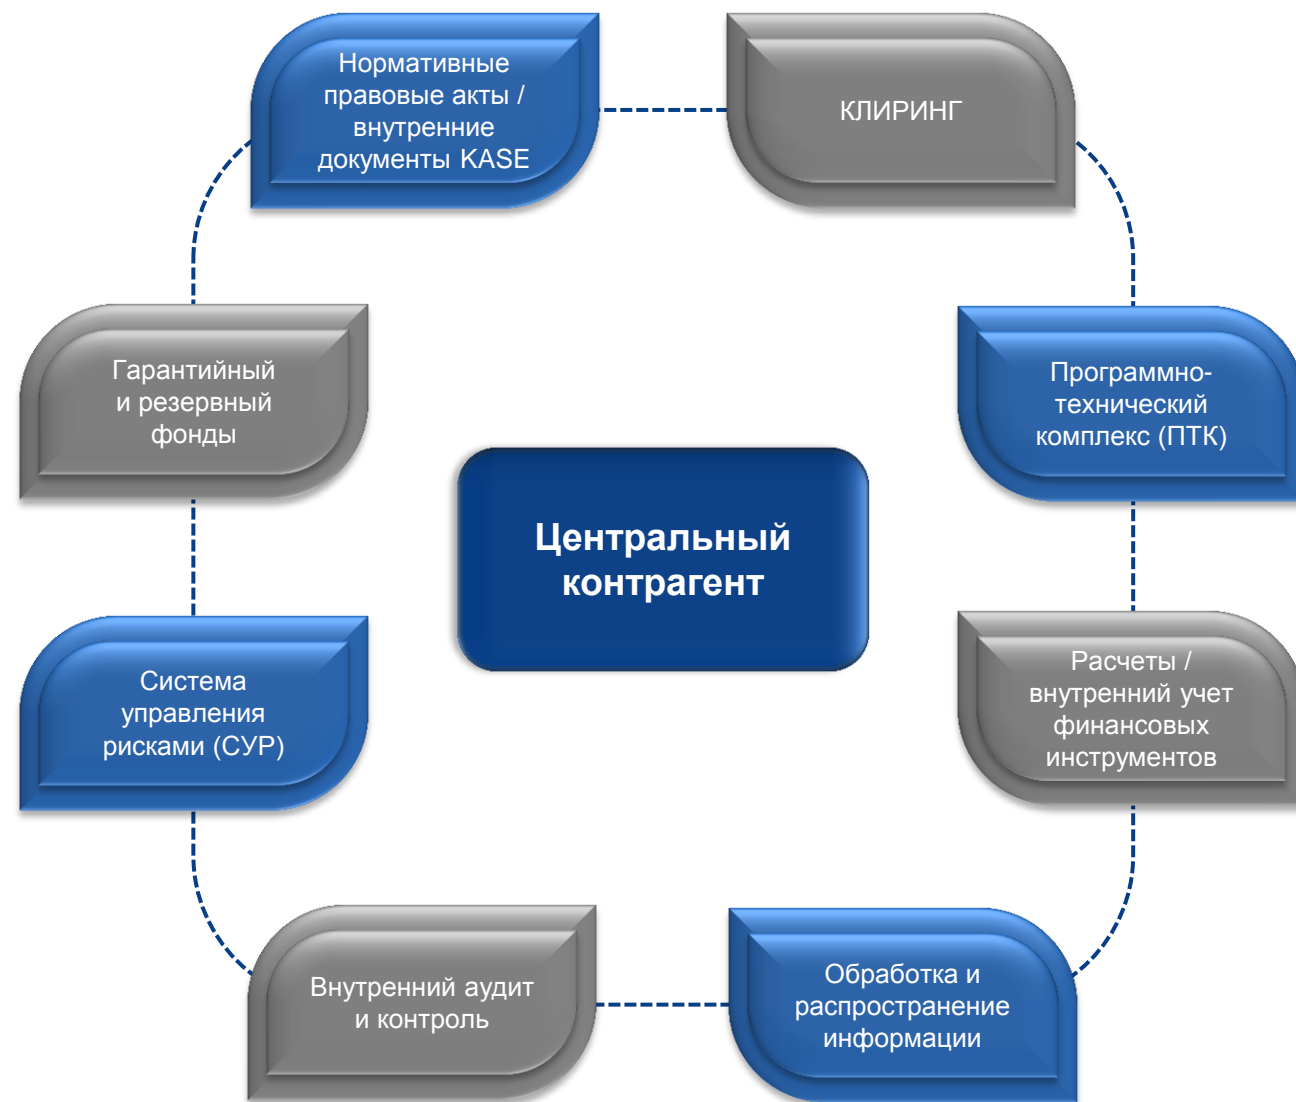 Нормативные
правовые акты /
внутренние
документы KASE
КЛИРИНГ
Гарантийный
и резервный
фонды
Программно-
технический
комплекс (ПТК)
Центральный
контрагент
Система
управления
рисками (СУР)
Расчеты /
внутренний учет
финансовых
инструментов
Внутренний аудит
и контроль
Обработка и
распространение
информации